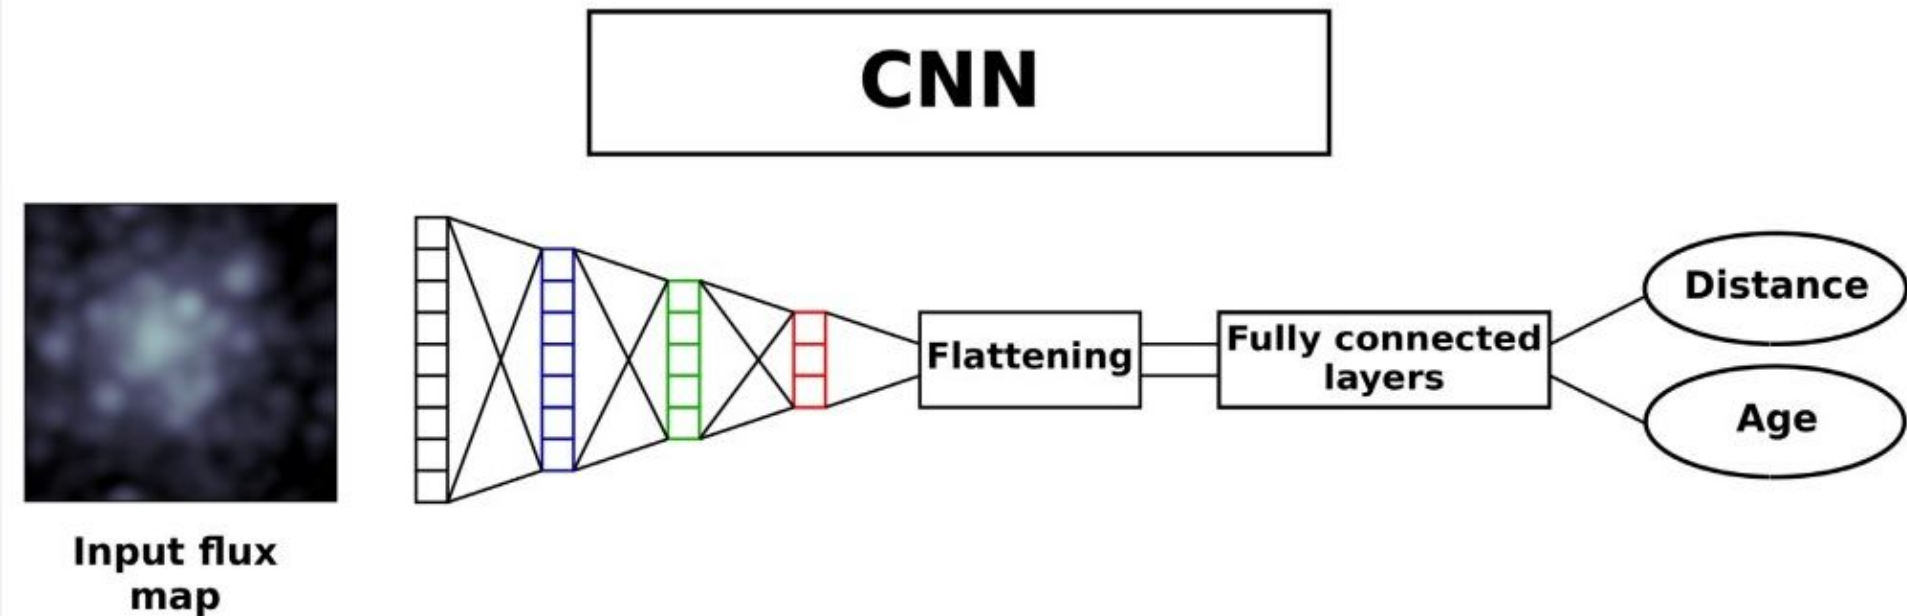 CNN
Input flux
map
Flattening
Fully connected
layers
Distance
Age